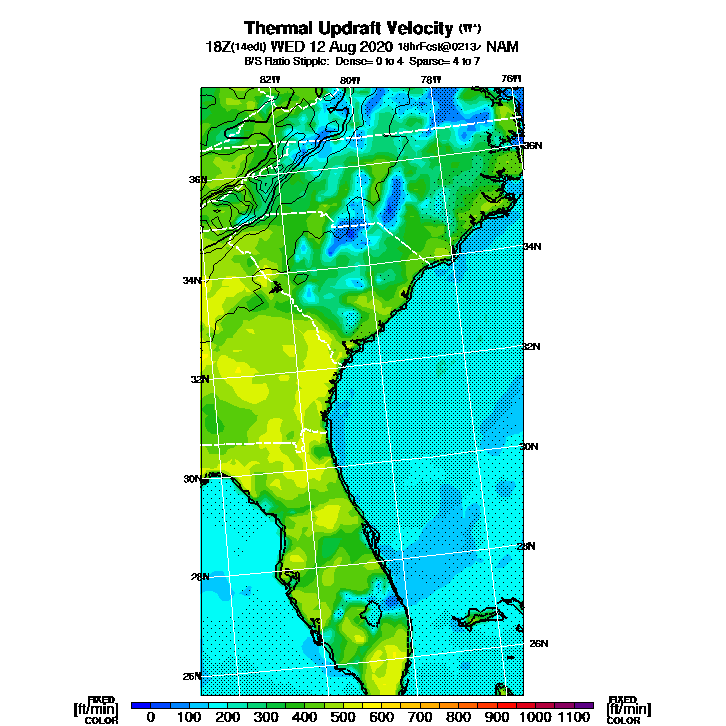 Thermal Updraft Velocity (W*)
18Z(14edt) WED 12 Aug 2020 18hrFcst@0213z NAM
B/S Ratio Stipple: Dense= 0 to 4 Sparse= 4 to 7
82W 80W 78W 76W
36N
36N
34N
34N
32N
32N
30N
30N
28N
28N
26N
26N
FIXED FIXED
[ft/min] 0 100 200 300 400 500 600 700 800 900 1000 1100 [ft/min]
COLOR COLOR